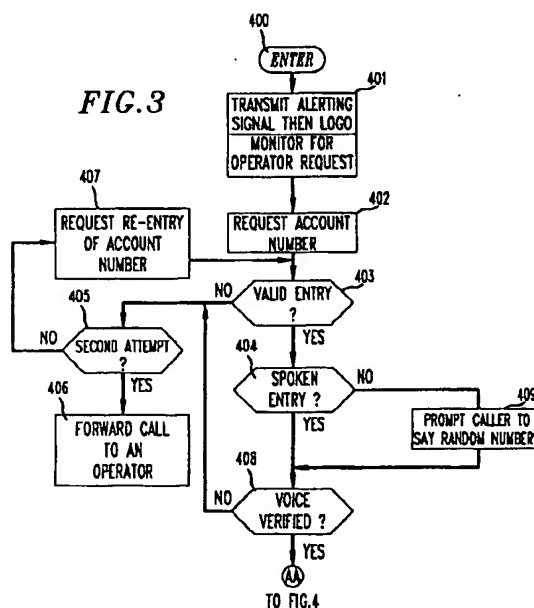 400
ENTER
FIG.3
401
TRANSMIT ALERTING
SIGNAL THEN LOGO
MONITOR FOR
OPERATOR REQUEST
407
REQUEST RE-ENTRY
OF ACCOUNT
NUMBER
402
REQUEST ACCOUNT
NUMBER
403
NO
VALID ENTRY
?
YES
405
NO
SECOND ATTEMPT
?
YES
404
SPOKEN
ENTRY ?
NO
YES
409
PROMPT CALLER TO
SAY RANDOM NUMBER
406
FORWARD CALL
TO AN
OPERATOR
408
NO
VOICE
VERIFIED ?
YES
AA
TO FIG.4